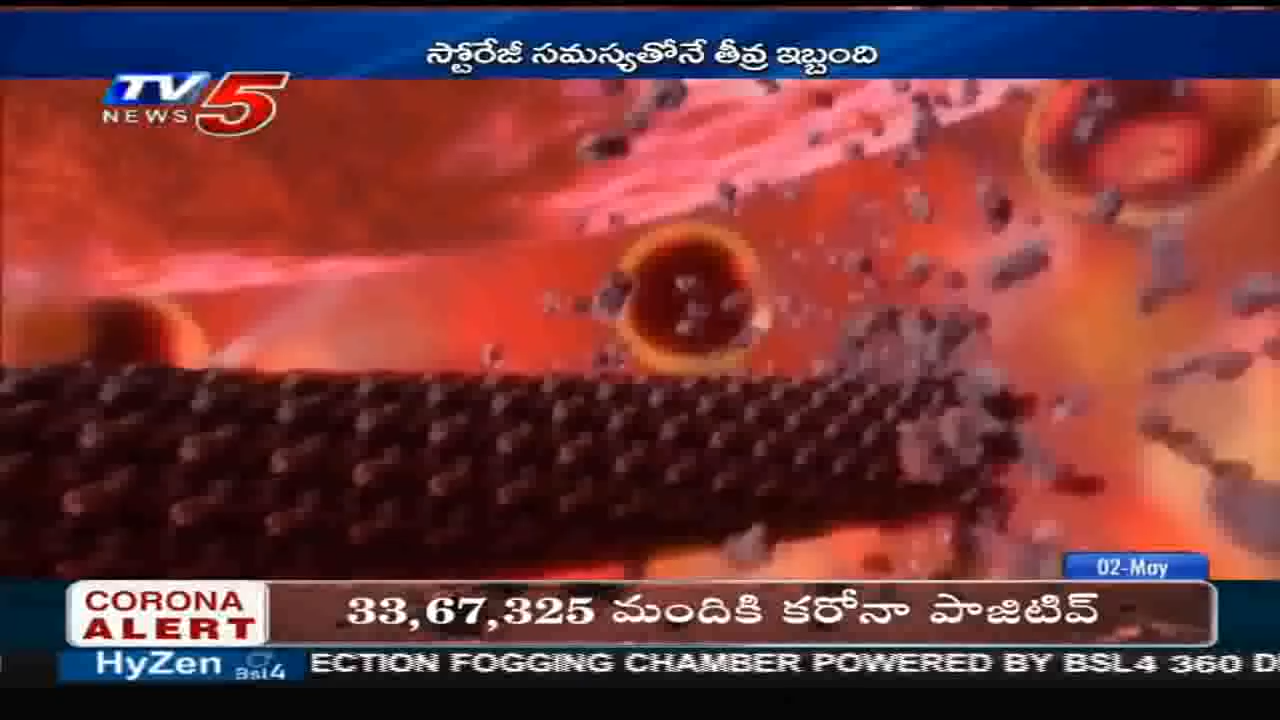 స్టోరేజీ సమస్యతోనే తీవ్ర ఇబ్బంది
TV5
NEWS
02-May
CORONA
ALERT
33,67,325 మందికి కరోనా పాజిటివ్
HyZen
Bsl4
ECTION FOGGING CHAMBER POWERED BY BSL4 360 D